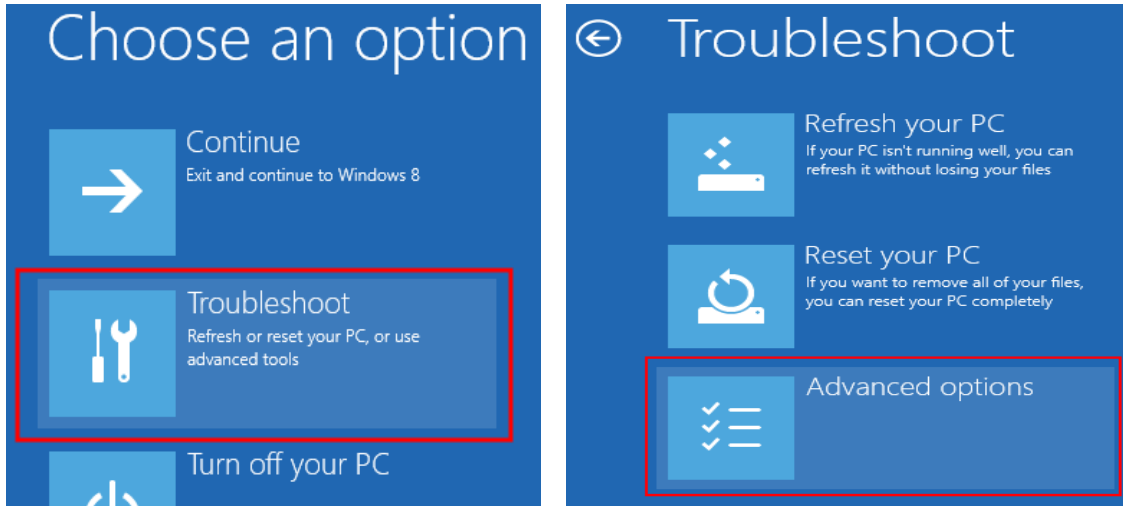 Choose an option
Continue
Exit and continue to Windows 8
Troubleshoot
Refresh or reset your PC, or use
advanced tools
Turn off your PC
Troubleshoot
Refresh your PC
If your PC isn't running well, you can
refresh it without losing your files
Reset your PC
If you want to remove all of your files,
you can reset your PC completely
Advanced options